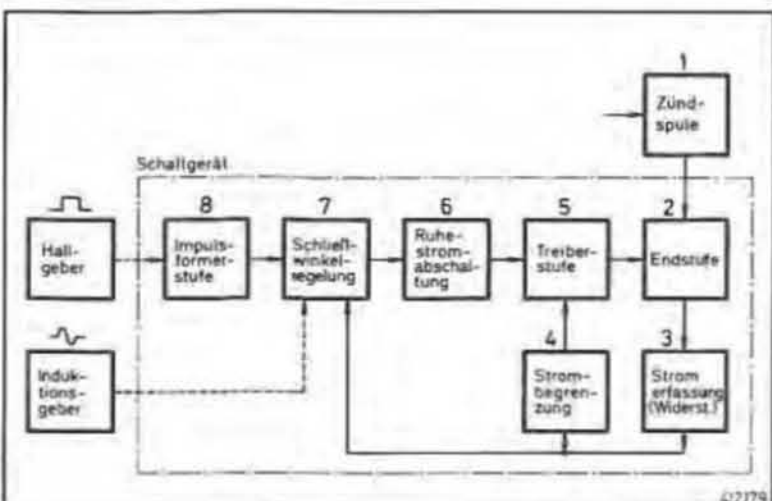 1
Zünd-
spule
Schaltgerät
8
7
6
5
2
Hall-
geber
Impuls-
former-
stufe
Schließ-
winkel-
regelung
Ruhe-
strom-
abschal-
tung
Treiber-
stufe
Endstufe
4
3
Induk-
tions-
geber
Strom-
begren-
zung
Strom
erfassung
(Widerst.)